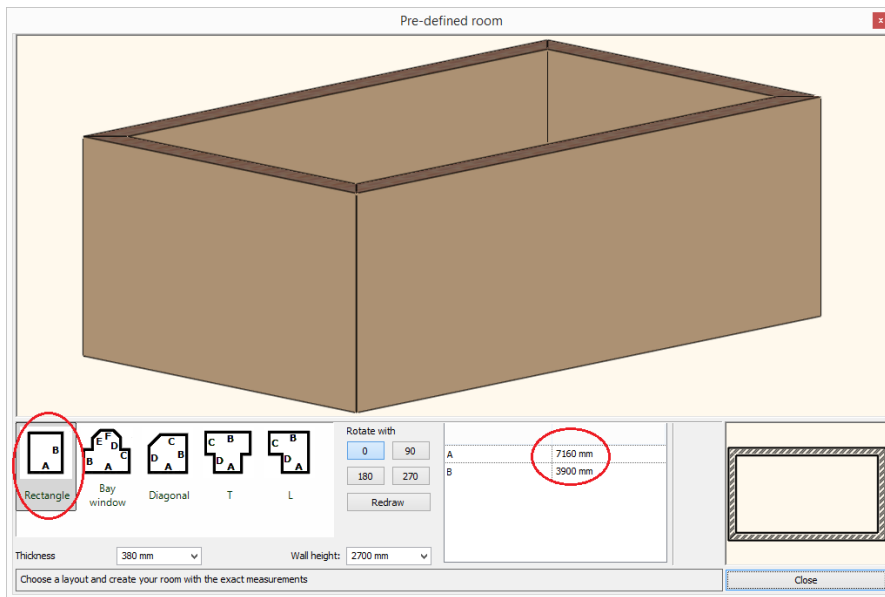 Pre-defined room
x
B
A
Rectangle
E F D
B A C
Bay
window
C
D B
A
Diagonal
C B
D A
T
C B
D A
L
Rotate with
0 90
180 270
Redraw
A 7160 mm
B 3900 mm
Thickness 380 mm Wall height: 2700 mm
Choose a layout and create your room with the exact measurements
Close